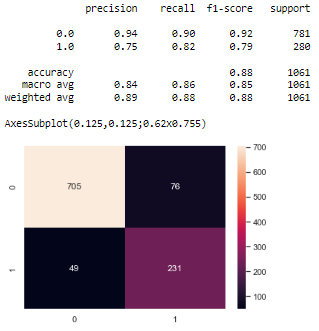 precision recall f1-score support
0.0 0.94 0.90 0.92 781
1.0 0.75 0.82 0.79 280
accuracy 0.88 1061
macro avg 0.84 0.86 0.85 1061
weighted avg 0.89 0.88 0.88 1061
AxesSubplot(0.125,0.125;0.62x0.755)
700
0 705 76
600
500
400
300
1 49 231
200
100
0 1